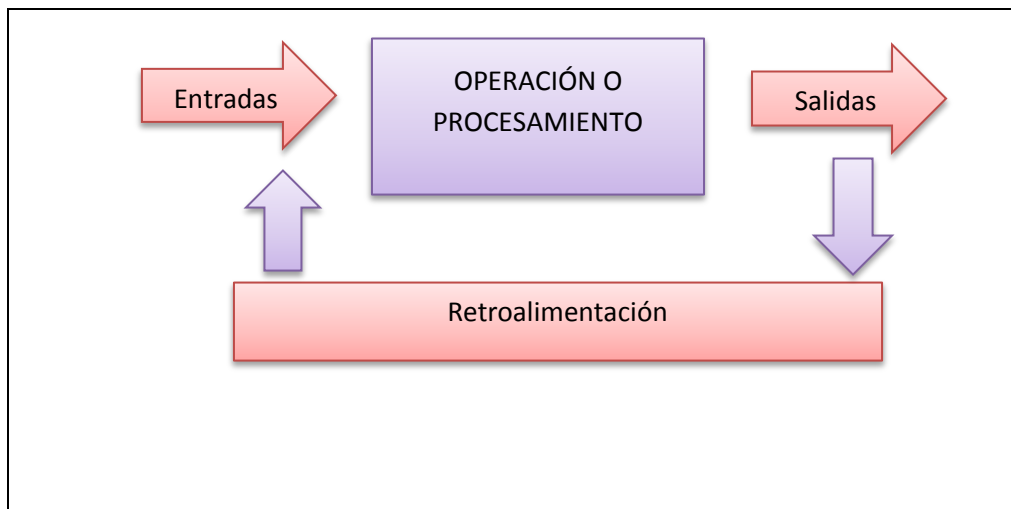 Entradas
OPERACIÓN O
PROCESAMIENTO
Salidas
Retroalimentación